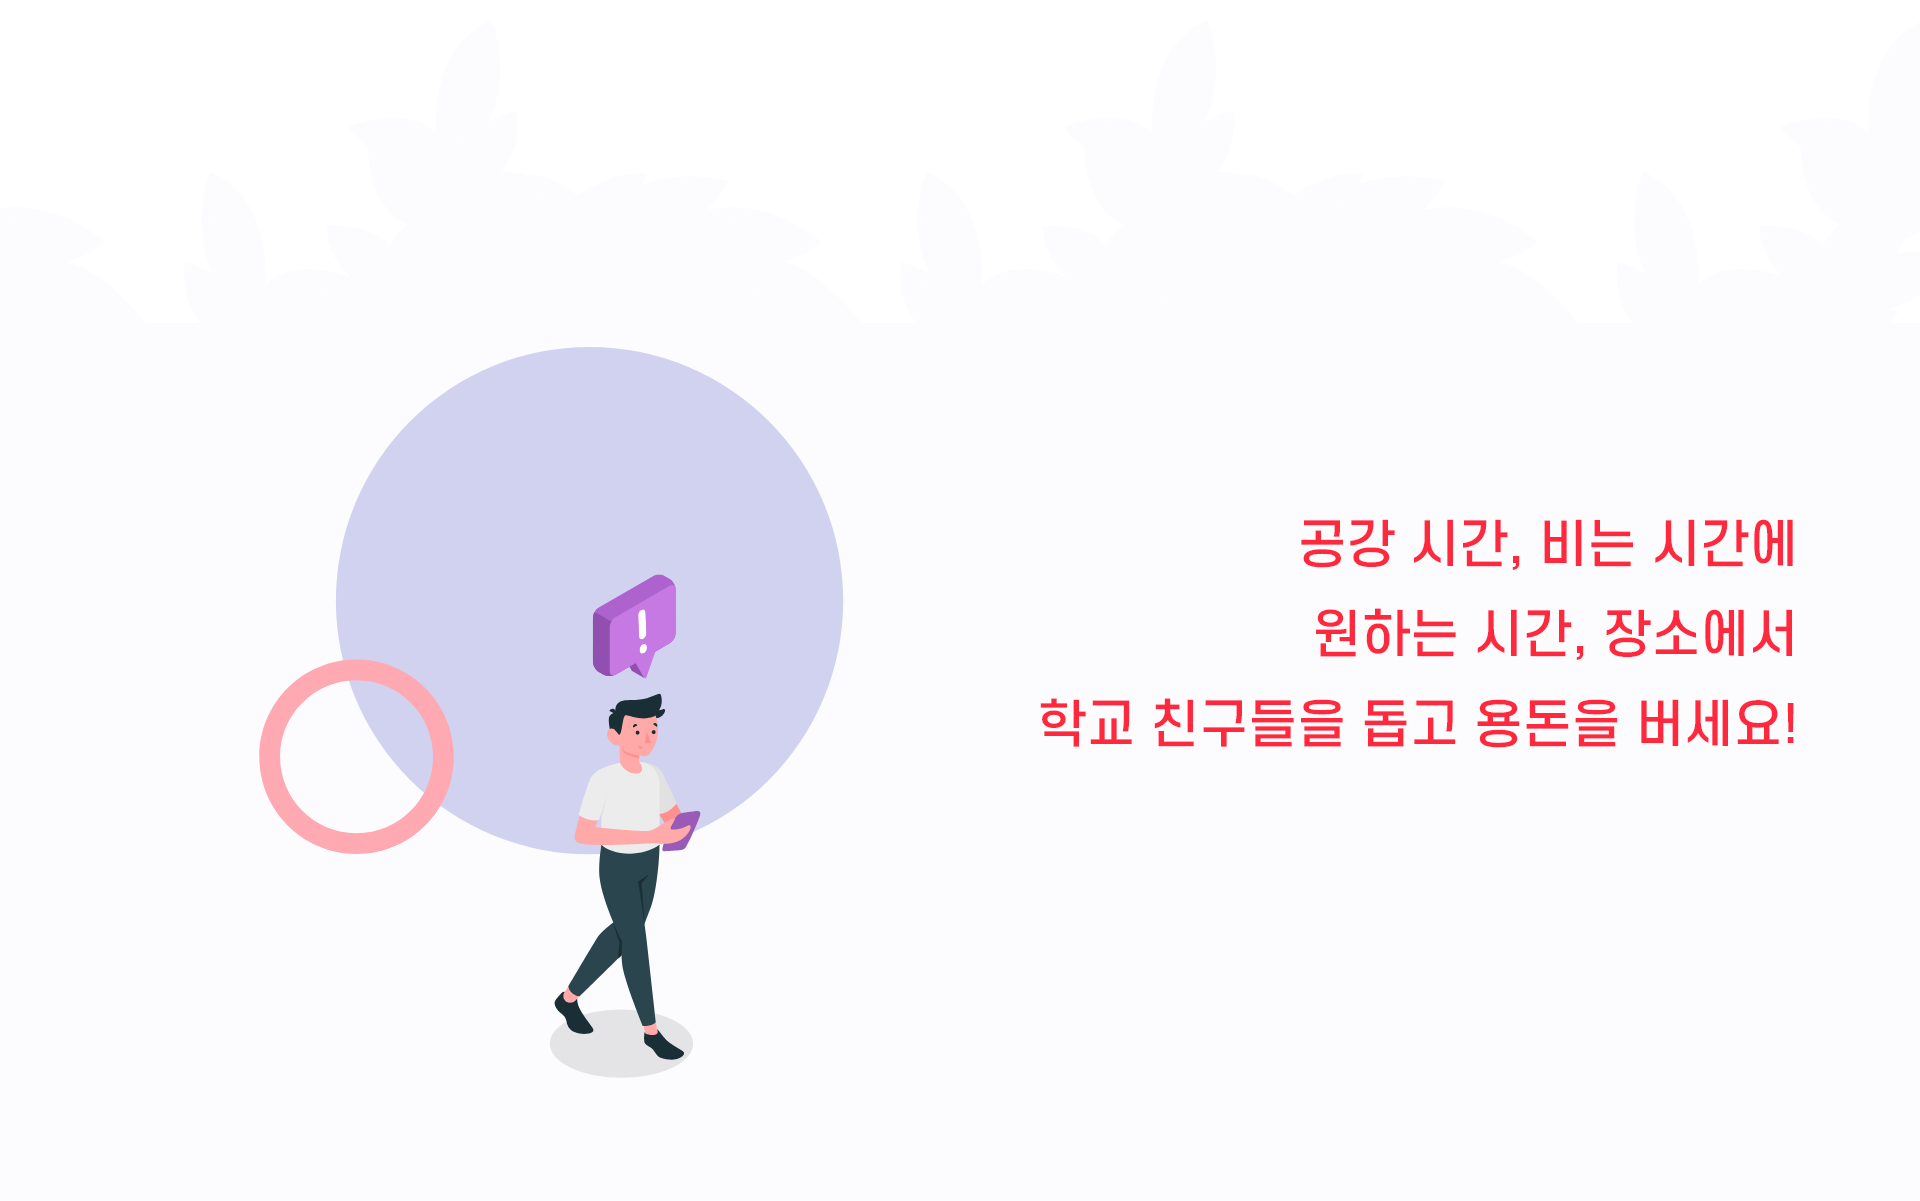 공강 시간, 비는 시간에
원하는 시간, 장소에서
학교 친구들을 돕고 용돈을 버세요!
!